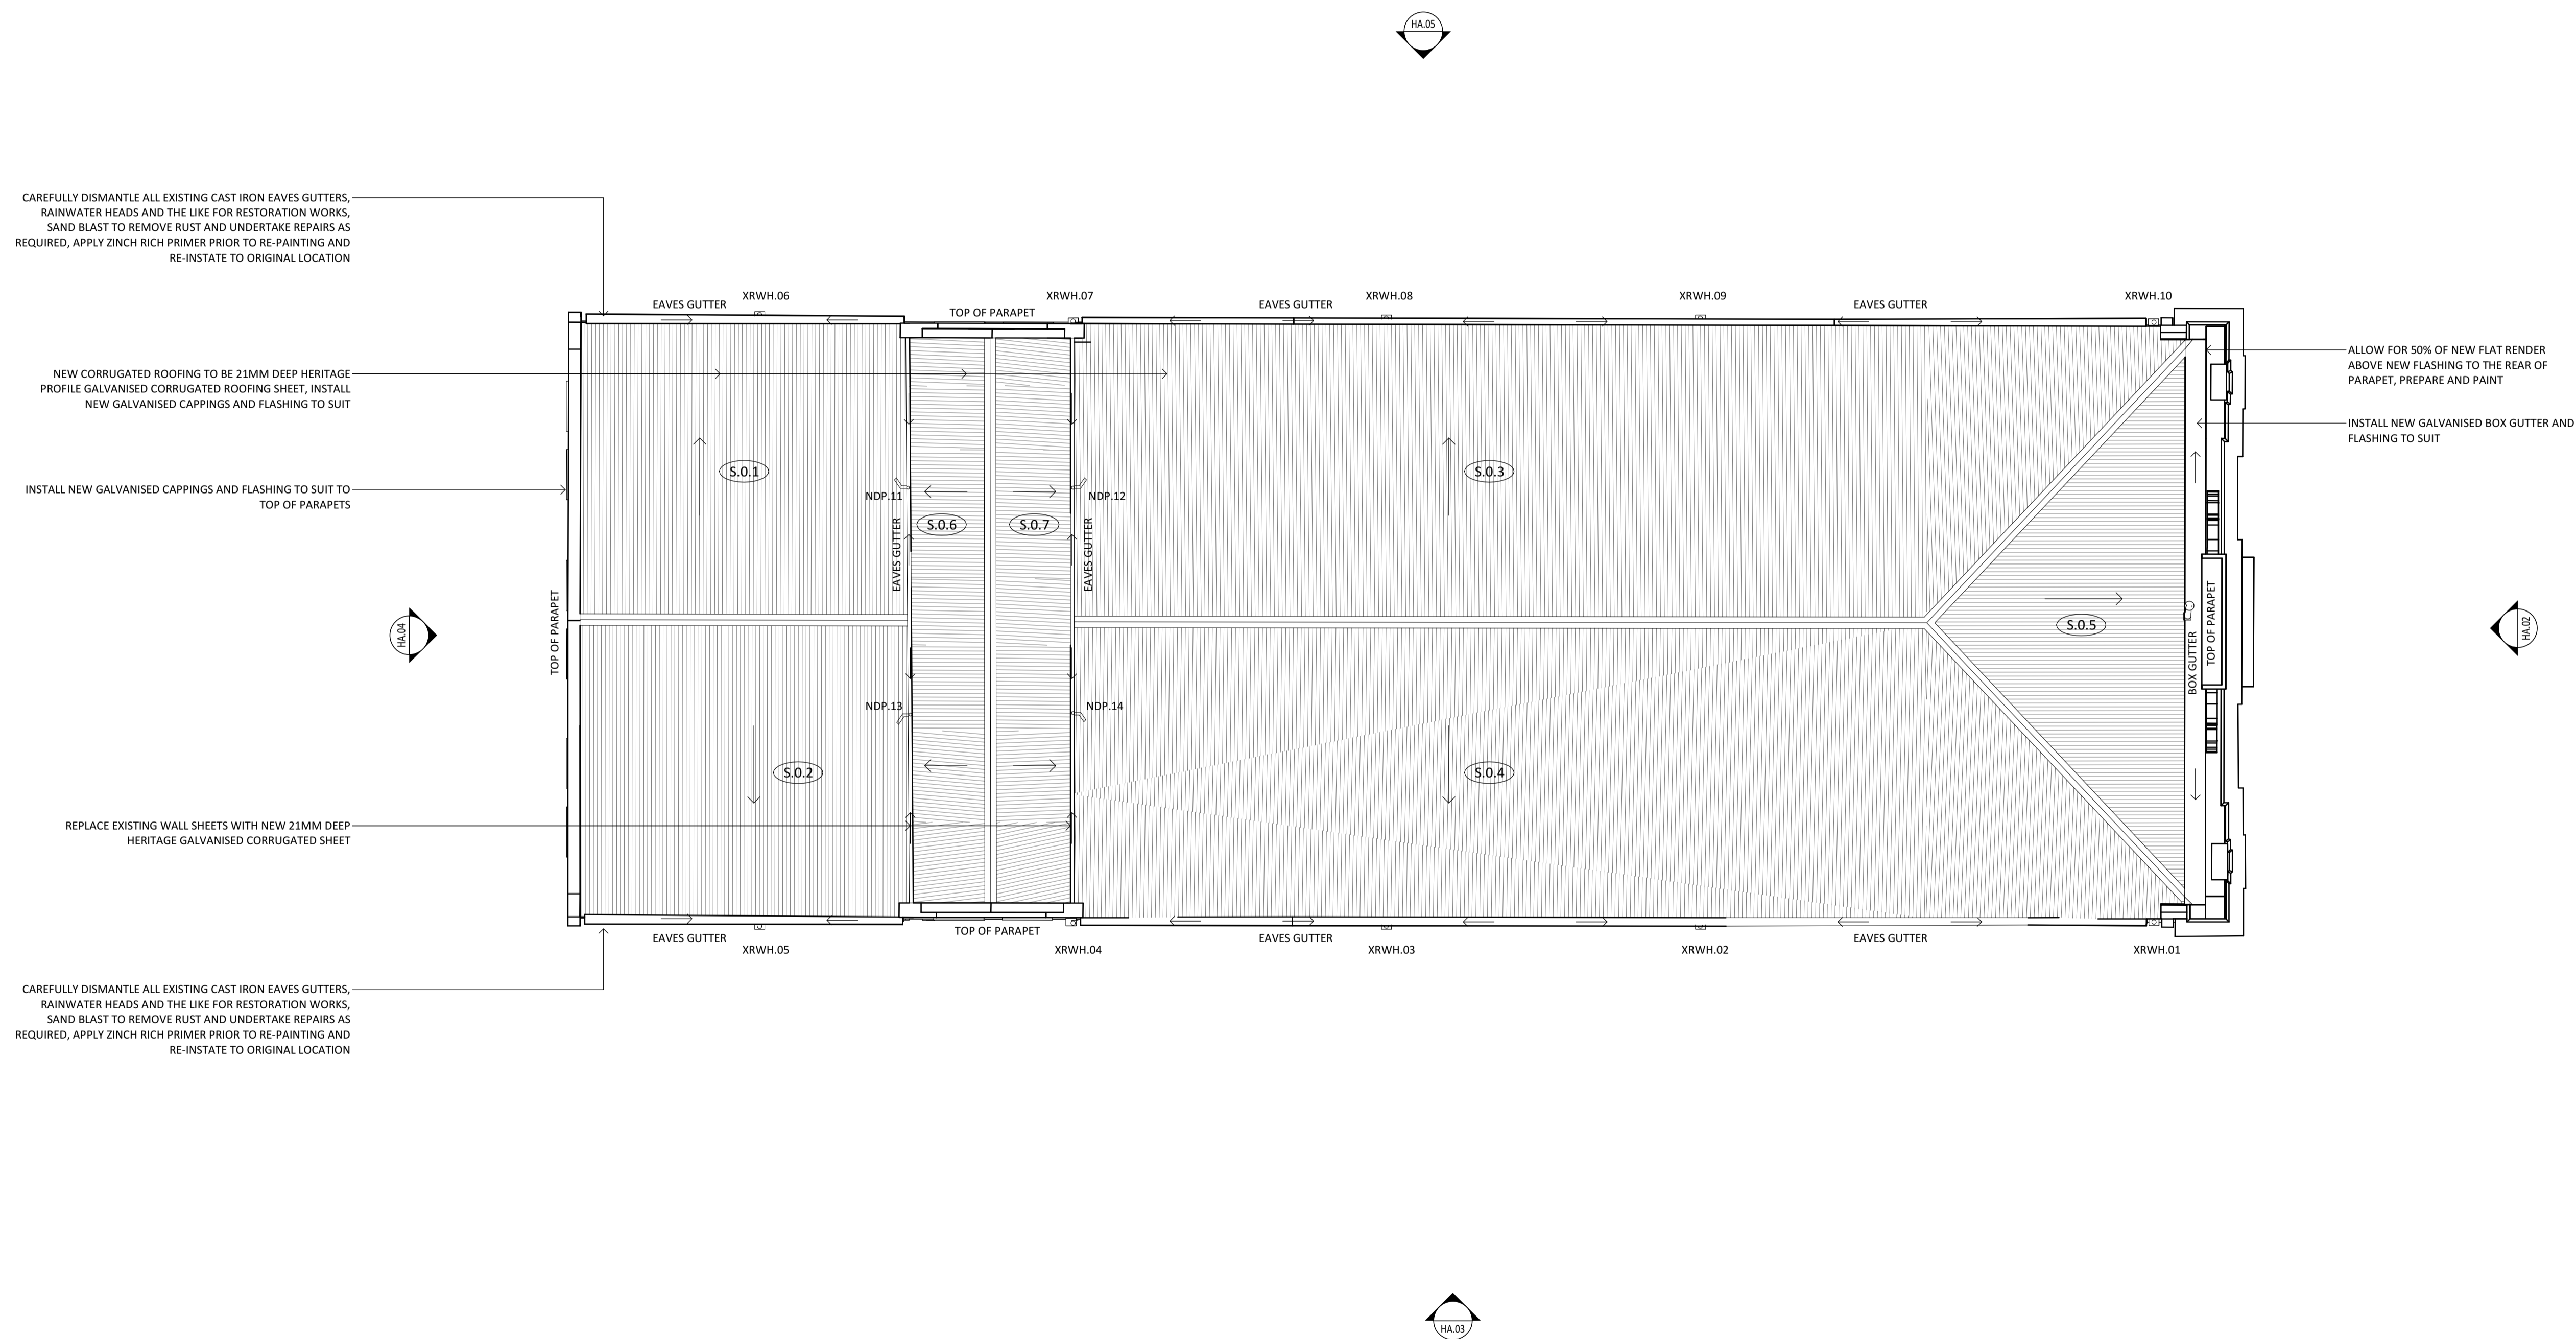 HA.05
CAREFULLY DISMANTLE ALL EXISTING CAST IRON EAVES GUTTERS,
RAINWATER HEADS AND THE LIKE FOR RESTORATION WORKS,
SAND BLAST TO REMOVE RUST AND UNDERTAKE REPAIRS AS
REQUIRED, APPLY ZINCH RICH PRIMER PRIOR TO RE-PAINTING AND
RE-INSTATE TO ORIGINAL LOCATION
XRWH.06
XRWH.07
XRWH.08
XRWH.09
XRWH.10
EAVES GUTTER
EAVES GUTTER
EAVES GUTTER
TOP OF PARAPET
ALLOW FOR 50% OF NEW FLAT RENDER
ABOVE NEW FLASHING TO THE REAR OF
PARAPET, PREPARE AND PAINT
NEW CORRUGATED ROOFING TO BE 21MM DEEP HERITAGE
PROFILE GALVANISED CORRUGATED ROOFING SHEET, INSTALL
NEW GALVANISED CAPPINGS AND FLASHING TO SUIT
INSTALL NEW GALVANISED BOX GUTTER AND
FLASHING TO SUIT
S.0.1
S.0.3
INSTALL NEW GALVANISED CAPPINGS AND FLASHING TO SUIT TO
TOP OF PARAPETS
NDP.11
NDP.12
S.0.6
S.0.7
EAVES GUTTER
EAVES GUTTER
TOP OF PARAPET
HA.04
S.0.5
BOX GUTTER
TOP OF PARAPET
HA.02
NDP.13
NDP.14
S.0.2
S.0.4
REPLACE EXISTING WALL SHEETS WITH NEW 21MM DEEP
HERITAGE GALVANISED CORRUGATED SHEET
TOP OF PARAPET
EAVES GUTTER
EAVES GUTTER
EAVES GUTTER
XRWH.05
XRWH.04
XRWH.03
XRWH.02
XRWH.01
CAREFULLY DISMANTLE ALL EXISTING CAST IRON EAVES GUTTERS,
RAINWATER HEADS AND THE LIKE FOR RESTORATION WORKS,
SAND BLAST TO REMOVE RUST AND UNDERTAKE REPAIRS AS
REQUIRED, APPLY ZINCH RICH PRIMER PRIOR TO RE-PAINTING AND
RE-INSTATE TO ORIGINAL LOCATION
HA.03